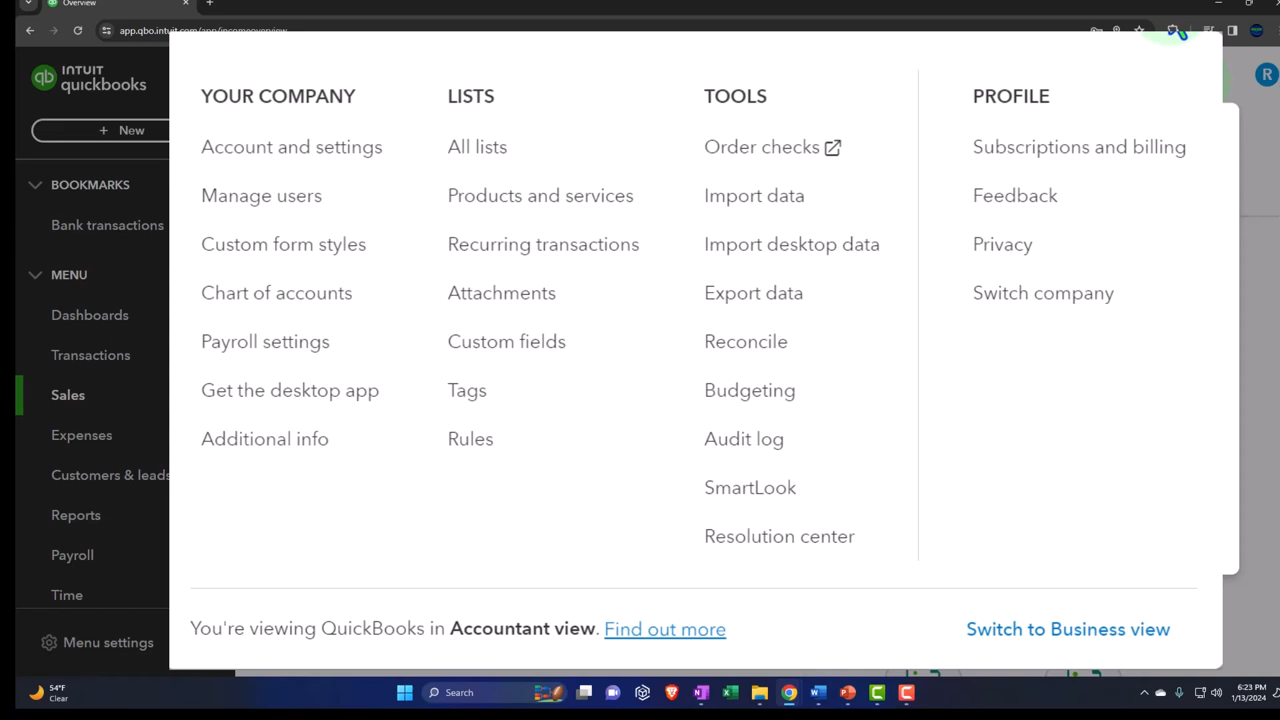 Overview
app.qbo.intuit.com/app/incomeoverview
INTUIT
quickbooks
qb
+ New
BOOKMARKS
Bank transactions
MENU
Dashboards
Transactions
Sales
Expenses
Customers & leads
Reports
Payroll
Time
Menu settings
YOUR COMPANY
Account and settings
Manage users
Custom form styles
Chart of accounts
Payroll settings
Get the desktop app
Additional info
LISTS
All lists
Products and services
Recurring transactions
Attachments
Custom fields
Tags
Rules
TOOLS
Order checks
Import data
Import desktop data
Export data
Reconcile
Budgeting
Audit log
SmartLook
Resolution center
PROFILE
Subscriptions and billing
Feedback
Privacy
Switch company
R
You're viewing QuickBooks in Accountant view. Find out more
Switch to Business view
54°F
Clear
Search
6:23 PM
1/13/2024